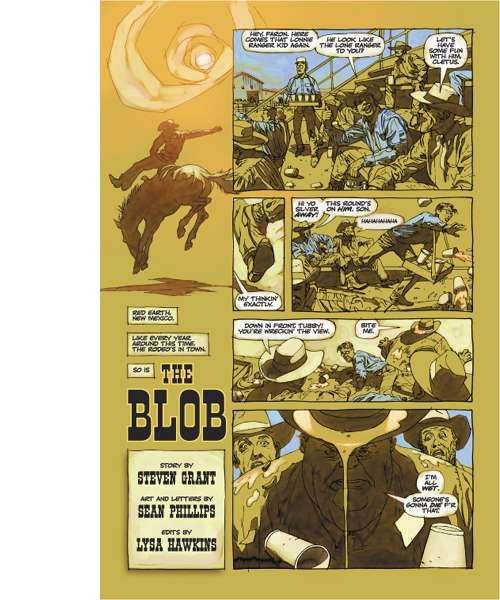 HEY, FARON. HERE
COMES THAT LONNIE
RANGER KID AGAIN.
HE LOOK LIKE
THE LONE RANGER
TO YOU?
LET'S
HAVE
SOME FUN
WITH HIM,
CLETUS.
MY THINKIN'
EXACTLY.
HI YO
SILVER
AWAY!
THIS ROUND'S
ON HIM, SON.
HAHAHAHAHA
RED EARTH,
NEW MEXICO.
LIKE EVERY YEAR
AROUND THIS TIME,
THE RODEO'S IN TOWN.
SO IS
THE
BLOB
DOWN IN FRONT, TUBBY!
YOU'RE WRECKIN' THE VIEW.
BITE
ME.
STORY BY
STEVEN GRANT
ART AND LETTERS BY
SEAN PHILLIPS
EDITS BY
LYSA HAWKINS
I'M
ALL
WET.
SOMEONE'S
GONNA DIE F'R
THAT.